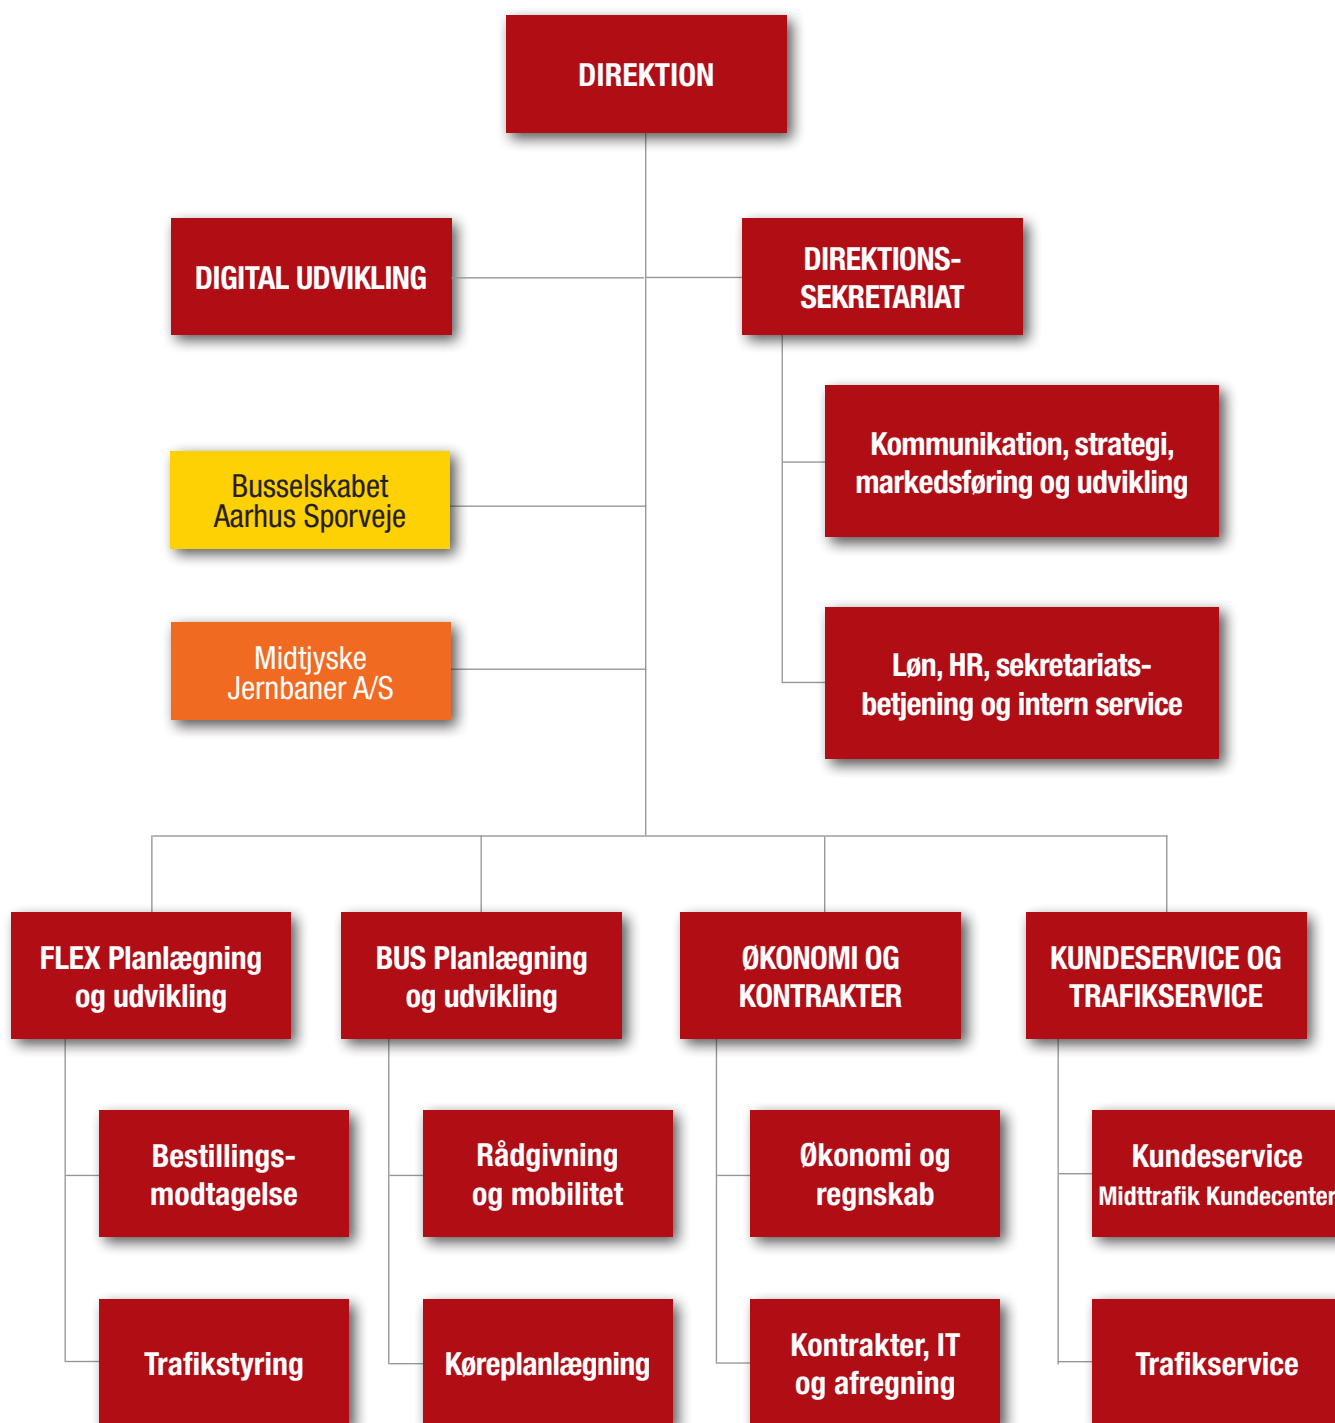 DIREKTION
DIGITAL UDVIKLING
DIREKTIONS-
SEKRETARIAT
Kommunikation, strategi,
markedsføring og udvikling
Busselskabet
Aarhus Sporveje
Løn, HR, sekretariats-
betjening og intern service
Midtjyske
Jernbaner A/S
FLEX Planlægning
og udvikling
BUS Planlægning
og udvikling
ØKONOMI OG
KONTRAKTER
KUNDESERVICE OG
TRAFIKSERVICE
Bestillings-
modtagelse
Rådgivning
og mobilitet
Økonomi og
regnskab
Kundeservice
Midttrafik Kundecenter
Trafikstyring
Køreplanlægning
Kontrakter, IT
og afregning
Trafikservice